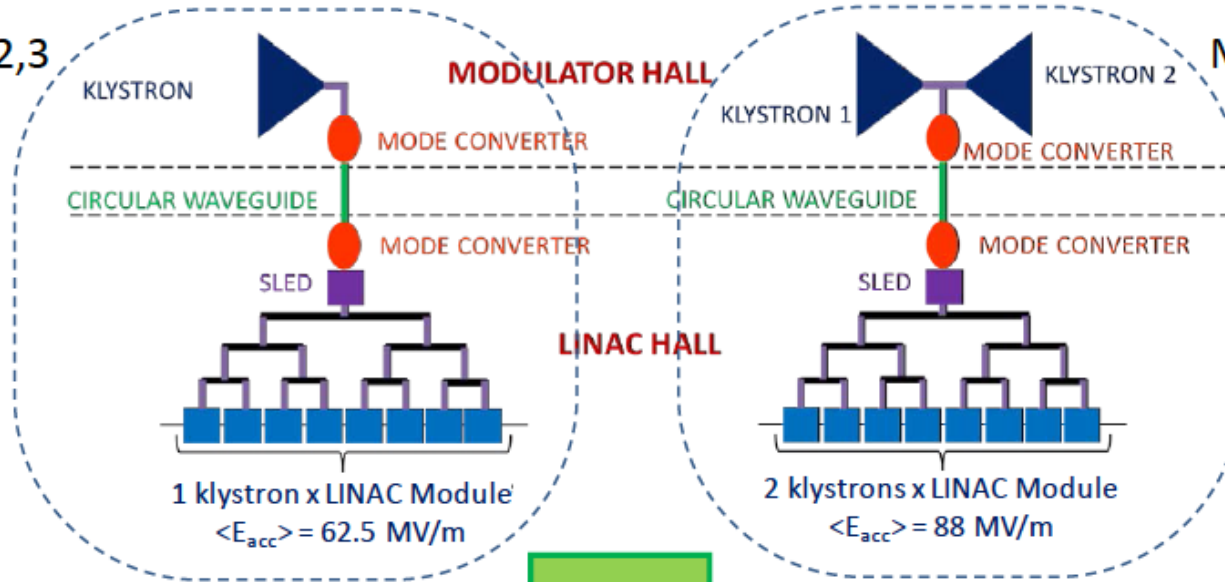 2,3
KLYSTRON
MODULATOR HALL
KLYSTRON 1
KLYSTRON 2
MODE CONVERTER
MODE CONVERTER
CIRCULAR WAVEGUIDE
CIRCULAR WAVEGUIDE
MODE CONVERTER
MODE CONVERTER
SLED
SLED
LINAC HALL
1 klystron x LINAC Module
<E_acc> = 62.5 MV/m
2 klystrons x LINAC Module
<E_acc> = 88 MV/m